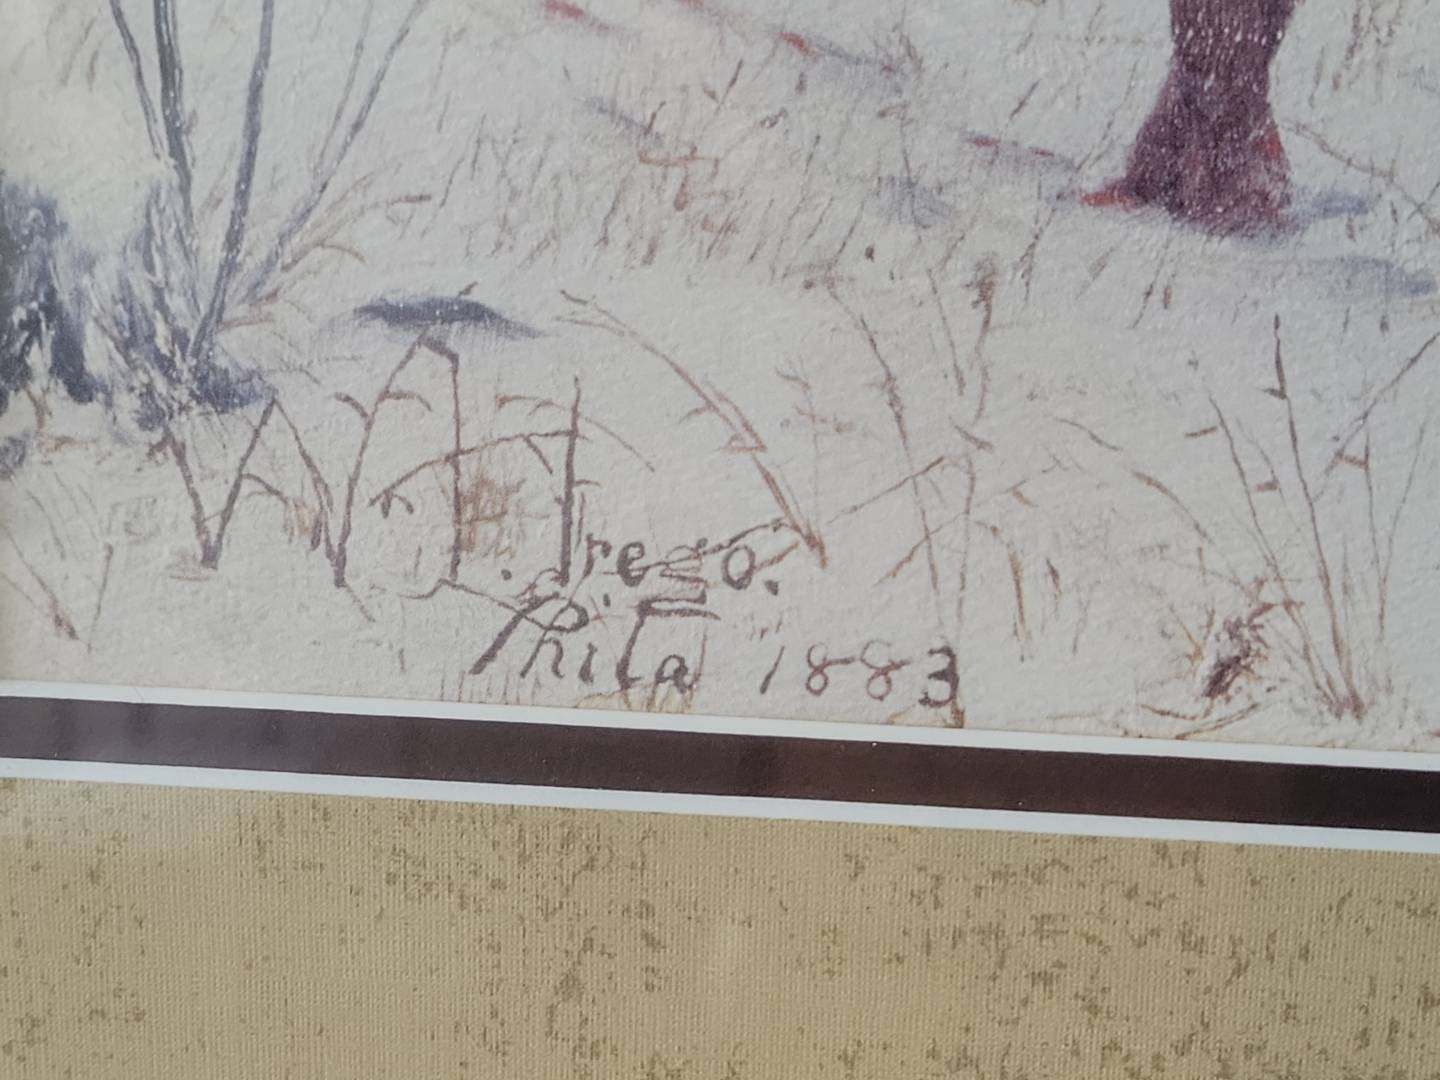 W. T. Trego.
Phila 1883